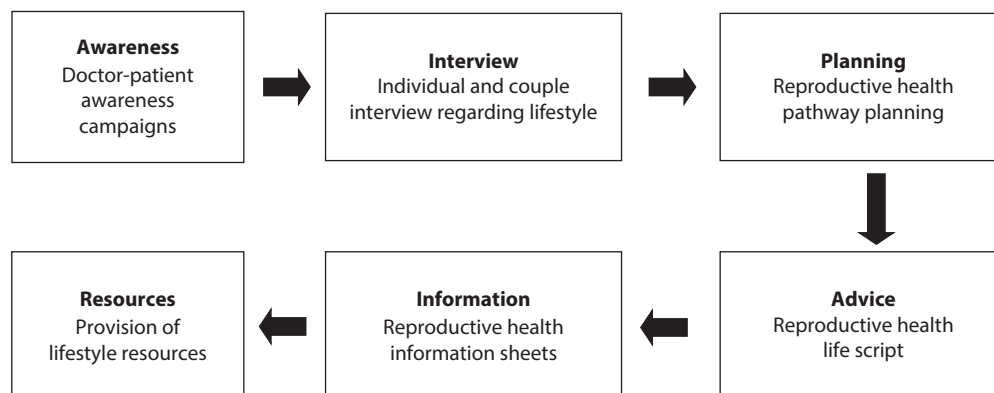 Awareness
Doctor-patient
awareness
campaigns
Interview
Individual and couple
interview regarding lifestyle
Planning
Reproductive health
pathway planning
Advice
Reproductive health
life script
Information
Reproductive health
information sheets
Resources
Provision of
lifestyle resources